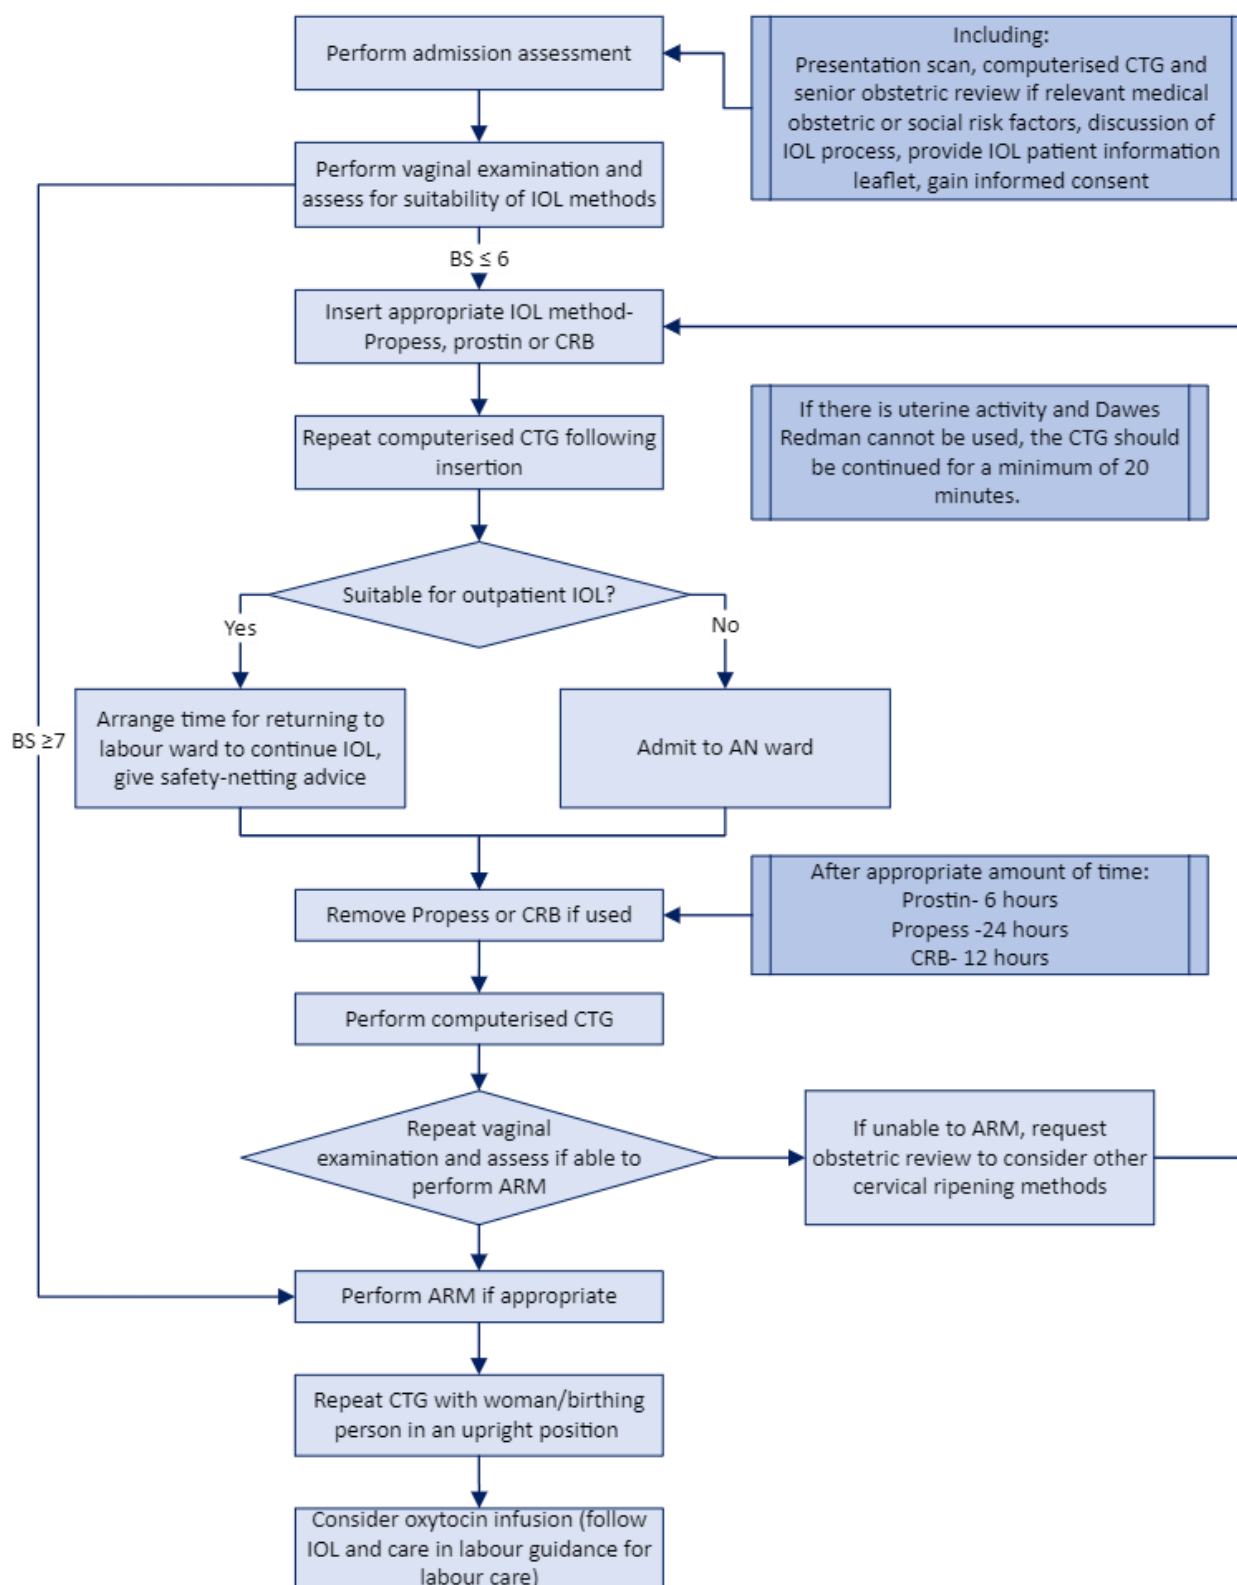 Perform admission assessment
Including:
Presentation scan, computerised CTG and
senior obstetric review if relevant medical
obstetric or social risk factors, discussion of
IOL process, provide IOL patient information
leaflet, gain informed consent
Perform vaginal examination and
assess for suitability of IOL methods
BS ≤ 6
Insert appropriate IOL method-
Propess, prostin or CRB
If there is uterine activity and Dawes
Redman cannot be used, the CTG should
be continued for a minimum of 20
minutes.
Repeat computerised CTG following
insertion
Suitable for outpatient IOL?
Yes
No
Arrange time for returning to
labour ward to continue IOL,
give safety-netting advice
Admit to AN ward
BS ≥7
After appropriate amount of time:
Prostin- 6 hours
Propess -24 hours
CRB- 12 hours
Remove Propess or CRB if used
Perform computerised CTG
Repeat vaginal
examination and assess if able to
perform ARM
If unable to ARM, request
obstetric review to consider other
cervical ripening methods
Perform ARM if appropriate
Repeat CTG with woman/birthing
person in an upright position
Consider oxytocin infusion (follow
IOL and care in labour guidance for
labour care)